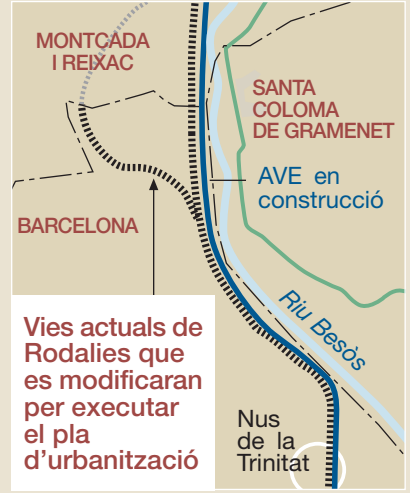 MONTCADA
I REIXAC
SANTA
COLOMA
DE GRAMENET
AVE en
construcció
BARCELONA
Riu Besòs
Vies actuals de
Rodalies que
es modificaran
per executar
el pla
d’urbanització
Nus
de la
Trinitat